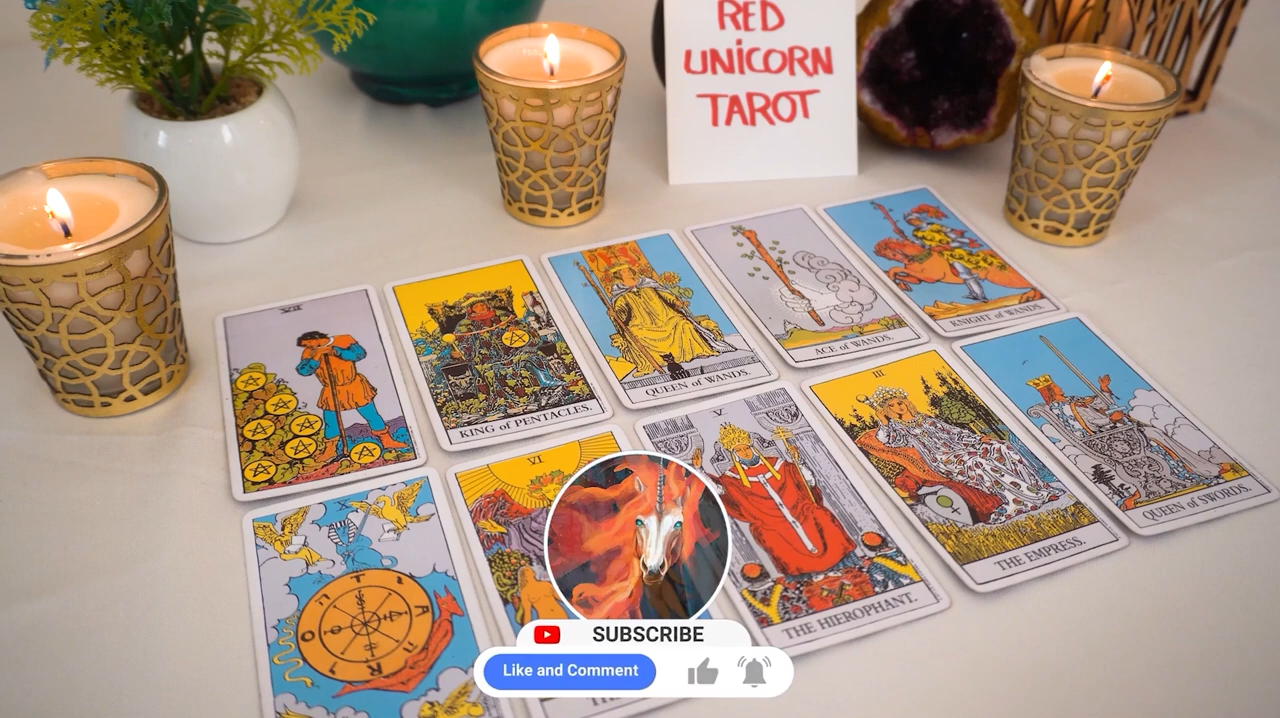 RED
UNiCORN
TAROT
VII
KING of PENTACLES.
QUEEN of WANDS.
ACE of WANDS.
KNIGHT of WANDS.
X
VI
V
THE HIEROPHANT.
III
THE EMPRESS.
QUEEN of SWORDS.
SUBSCRIBE
Like and Comment